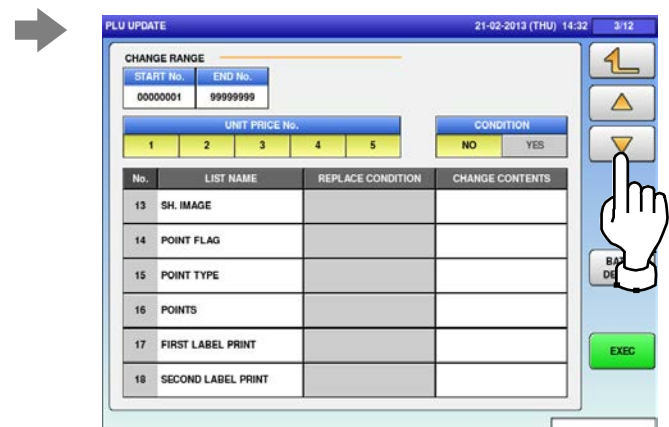 PLU UPDATE 21-02-2013 (THU) 14:32 3/12
CHANGE RANGE
START No. END No.
00000001 99999999
UNIT PRICE No. CONDITION
1 2 3 4 5 NO YES
No. LIST NAME REPLACE CONDITION CHANGE CONTENTS
13 SH. IMAGE
14 POINT FLAG
15 POINT TYPE
16 POINTS
17 FIRST LABEL PRINT
18 SECOND LABEL PRINT
EXEC